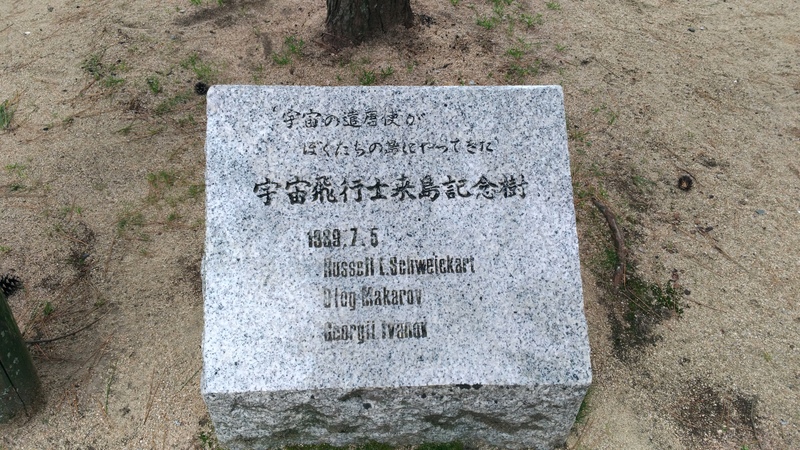 宇宙の遣唐使が
ぼくたちの島にやってきた
宇宙飛行士来島記念樹
1989.7.5
Russell L.Schweickart
Oleg Makarov
Georgii Ivanov